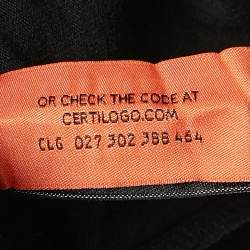 OR CHECK THE CODE AT
CERTILOGO.COM
CLG 027 302 388 464